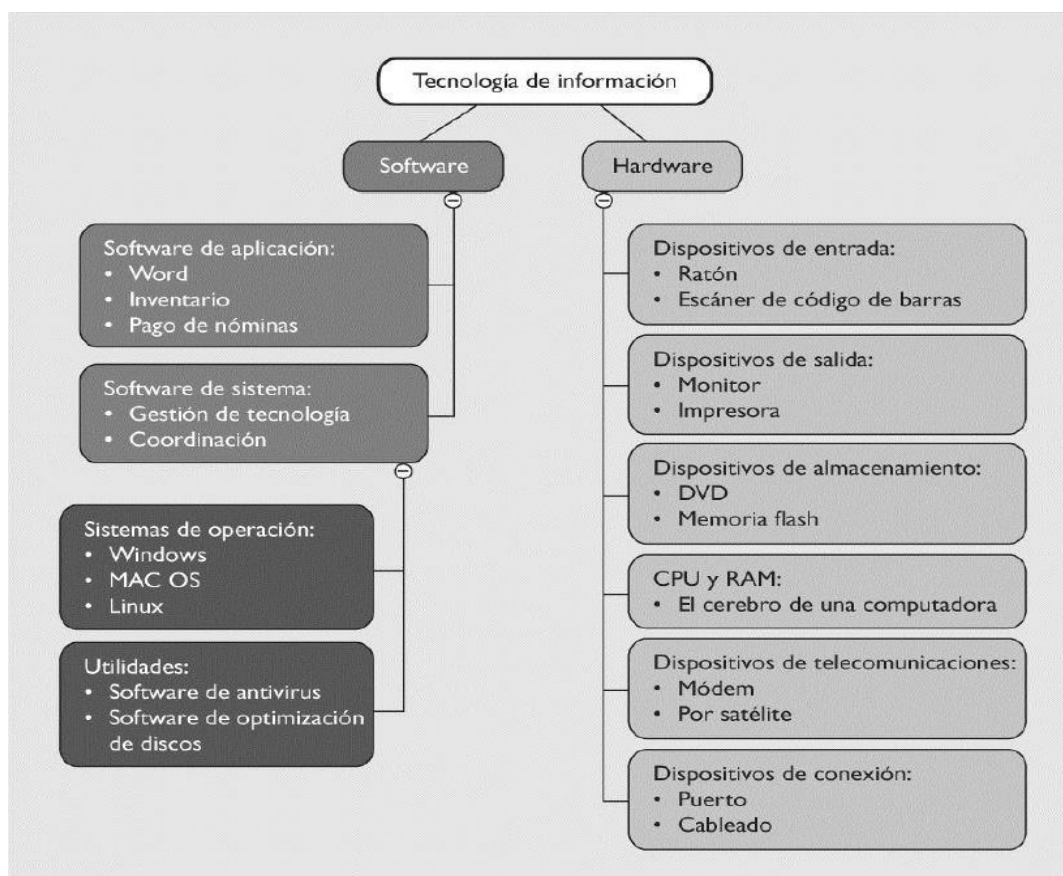 Tecnología de información
Software
Hardware
Software de aplicación:
• Word
• Inventario
• Pago de nóminas
Software de sistema:
• Gestión de tecnología
• Coordinación
Sistemas de operación:
• Windows
• MAC OS
• Linux
Utilidades:
• Software de antivirus
• Software de optimización
de discos
Dispositivos de entrada:
• Ratón
• Escáner de código de barras
Dispositivos de salida:
• Monitor
• Impresora
Dispositivos de almacenamiento:
• DVD
• Memoria flash
CPU y RAM:
• El cerebro de una computadora
Dispositivos de telecomunicaciones:
• Módem
• Por satélite
Dispositivos de conexión:
• Puerto
• Cableado